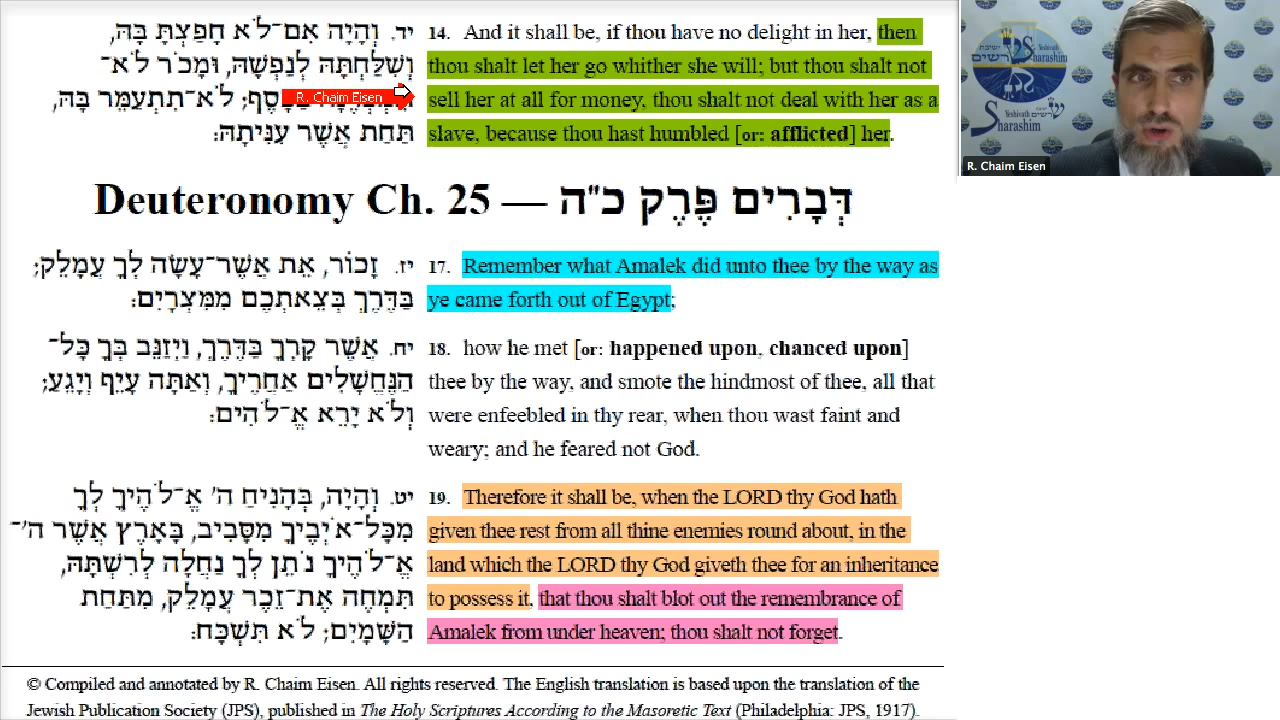 יד. וְהָיָה אִם־לֹא חָפַצְתָּ בָּהּ,
וְשִׁלַּחְתָּהּ לְנַפְשָׁהּ, וּמָכֹר לֹא־
לֹא־תִתְעַמֵּר בָּהּ,
תַּחַת אֲשֶׁר עִנִּיתָהּ:
14. And it shall be, if thou have no delight in her, then
thou shalt let her go whither she will; but thou shalt not
sell her at all for money, thou shalt not deal with her as a
slave, because thou hast humbled [or: afflicted] her.
R. Chaim Eisen
Deuteronomy Ch. 25 — דְּבָרִים פֶּרֶק כ"ה
יז. זָכוֹר, אֵת אֲשֶׁר־עָשָׂה לְךָ עֲמָלֵק;
בַּדֶּרֶךְ בְּצֵאתְכֶם מִמִּצְרָיִם:
17. Remember what Amalek did unto thee by the way as
ye came forth out of Egypt;
יח. אֲשֶׁר קָרְךָ בַּדֶּרֶךְ, וַיְזַנֵּב בְּךָ כָּל־
הַנֶּחֱשָׁלִים אַחֲרֶיךָ, וְאַתָּה עָיֵף וְיָגֵעַ;
וְלֹא יָרֵא אֱ־לֹהִים:
18. how he met [or: happened upon, chanced upon]
thee by the way, and smote the hindmost of thee, all that
were enfeebled in thy rear, when thou wast faint and
weary; and he feared not God.
יט. וְהָיָה, בְּהָנִיחַ ה' אֱ־לֹהֶיךָ לְךָ
מִכָּל־אֹיְבֶיךָ מִסָּבִיב, בָּאָרֶץ אֲשֶׁר ה'־
אֱ־לֹהֶיךָ נֹתֵן לְךָ נַחֲלָה לְרִשְׁתָּהּ,
תִּמְחֶה אֶת־זֵכֶר עֲמָלֵק, מִתַּחַת
הַשָּׁמָיִם; לֹא תִּשְׁכָּח:
19. Therefore it shall be, when the LORD thy God hath
given thee rest from all thine enemies round about, in the
land which the LORD thy God giveth thee for an inheritance
to possess it, that thou shalt blot out the remembrance of
Amalek from under heaven; thou shalt not forget.
© Compiled and annotated by R. Chaim Eisen. All rights reserved. The English translation is based upon the translation of the
Jewish Publication Society (JPS), published in The Holy Scriptures According to the Masoretic Text (Philadelphia: JPS, 1917).
Yeshivath
Sharashim
R. Chaim Eisen